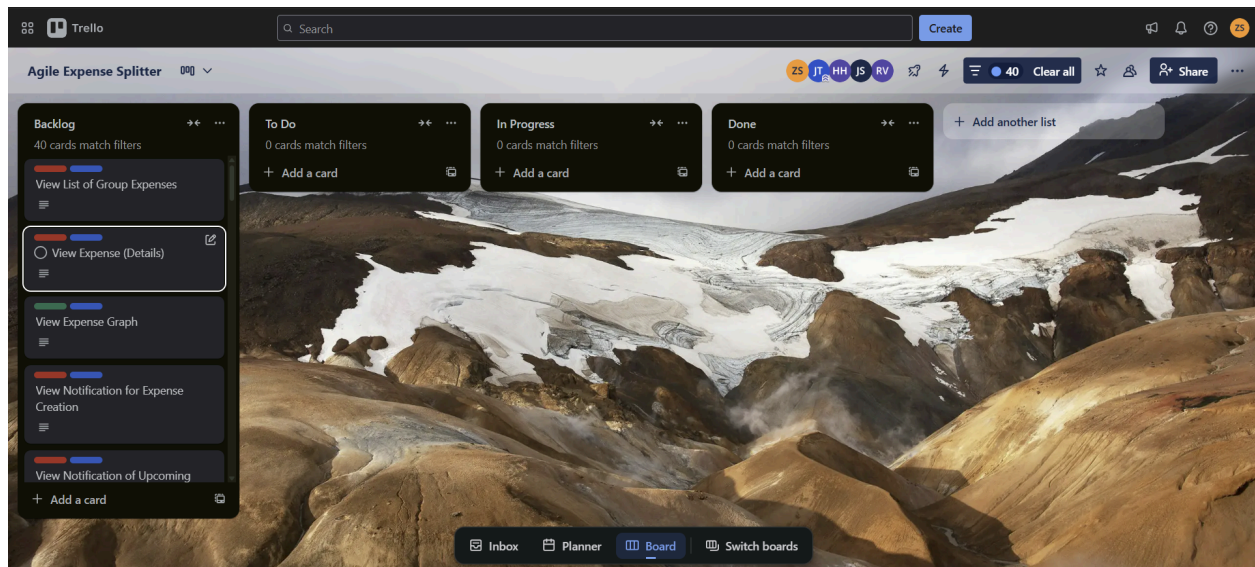 Trello
Search
Create
ZS
Agile Expense Splitter
ZS JT HH JS RV
40 Clear all
Share
Backlog
40 cards match filters
View List of Group Expenses
View Expense (Details)
View Expense Graph
View Notification for Expense
Creation
View Notification of Upcoming
+ Add a card
To Do
0 cards match filters
+ Add a card
In Progress
0 cards match filters
+ Add a card
Done
0 cards match filters
+ Add a card
+ Add another list
Inbox
Planner
Board
Switch boards